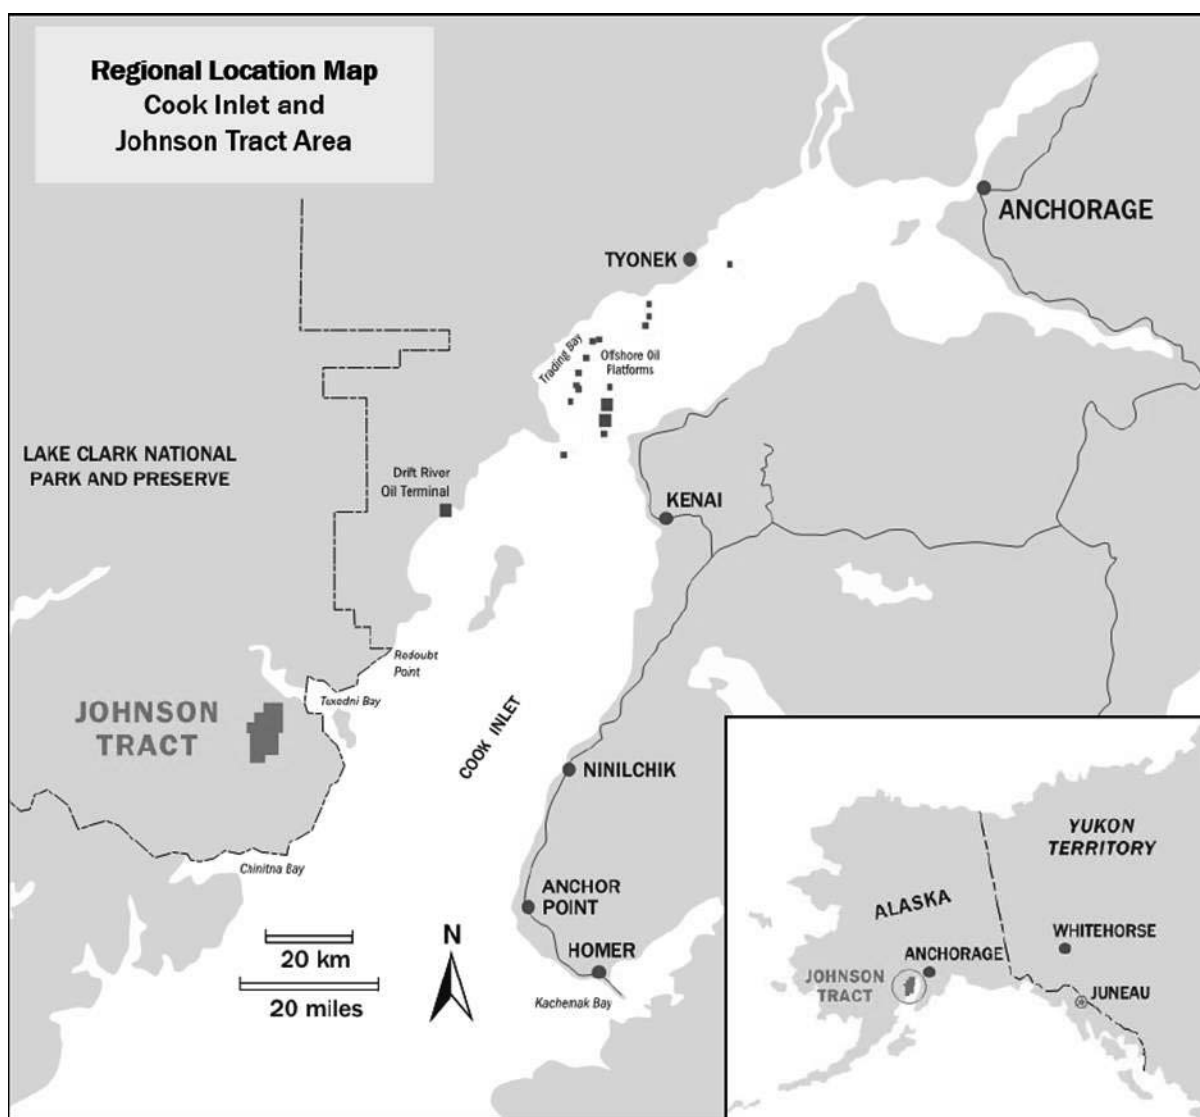 Regional Location Map
Cook Inlet and
Johnson Tract Area
ANCHORAGE
TYONEK
Trading Bay
Offshore Oil
Platforms
LAKE CLARK NATIONAL
PARK AND PRESERVE
Drift River
Oil Terminal
KENAI
Redoubt
Point
Tuxedni Bay
JOHNSON
TRACT
COOK INLET
NINILCHIK
Chinitna Bay
ANCHOR
POINT
HOMER
Kachemak Bay
20 km
20 miles
N
YUKON
TERRITORY
ALASKA
WHITEHORSE
ANCHORAGE
JOHNSON
TRACT
JUNEAU